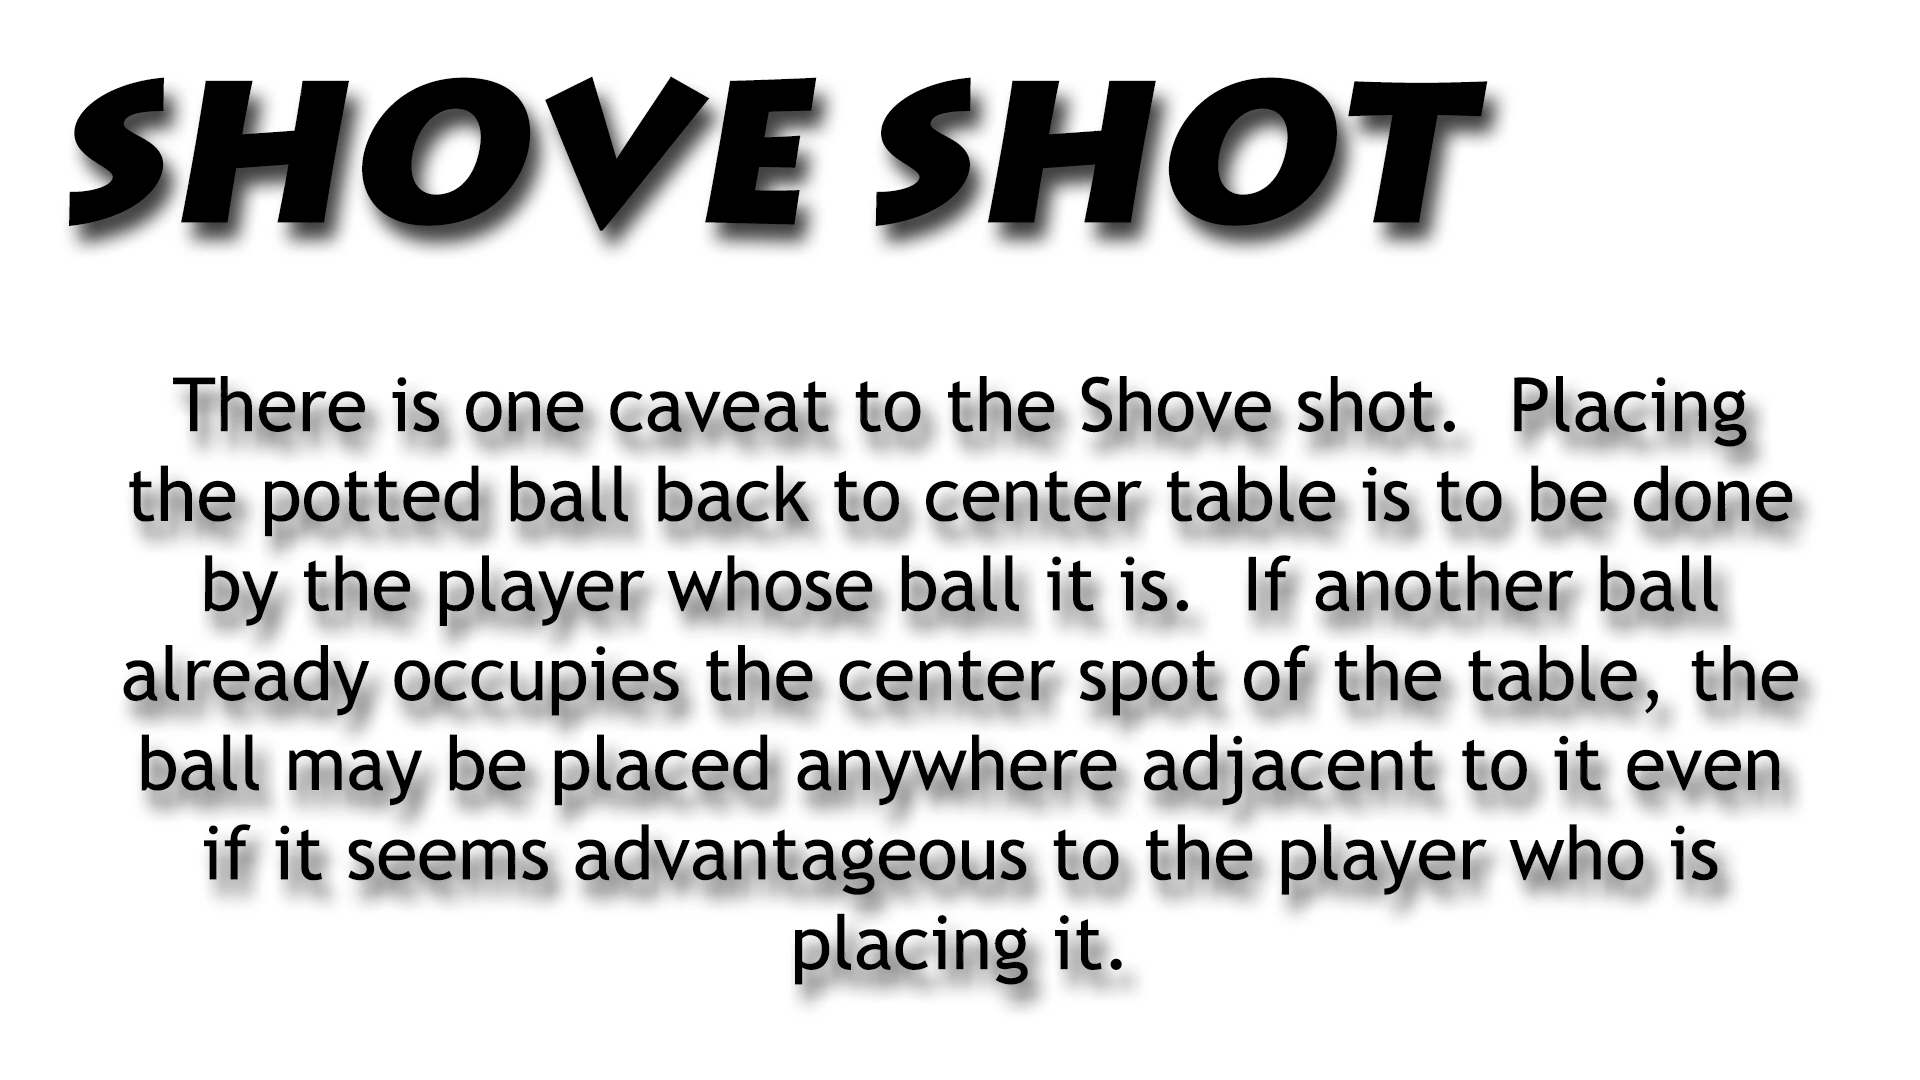 SHOVE SHOT
There is one caveat to the Shove shot.  Placing
the potted ball back to center table is to be done
by the player whose ball it is.  If another ball
already occupies the center spot of the table, the
ball may be placed anywhere adjacent to it even
if it seems advantageous to the player who is
placing it.